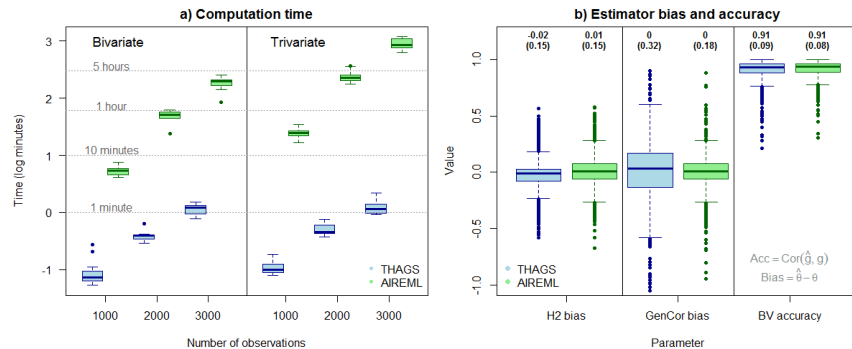 a) Computation time
Bivariate
Trivariate
5 hours
1 hour
10 minutes
1 minute
3
2
1
0
-1
Time (log minutes)
THAGS
AIREML
1000
2000
3000
1000
2000
3000
Number of observations
b) Estimator bias and accuracy
-0.02
(0.15)
0.01
(0.15)
0
(0.32)
0
(0.18)
0.91
(0.09)
0.91
(0.08)
1.0
0.5
0.0
-0.5
-1.0
Value
THAGS
AIREML
Acc = Cor(ĝ, g)
Bias = θ̂ − θ
H2 bias
GenCor bias
BV accuracy
Parameter